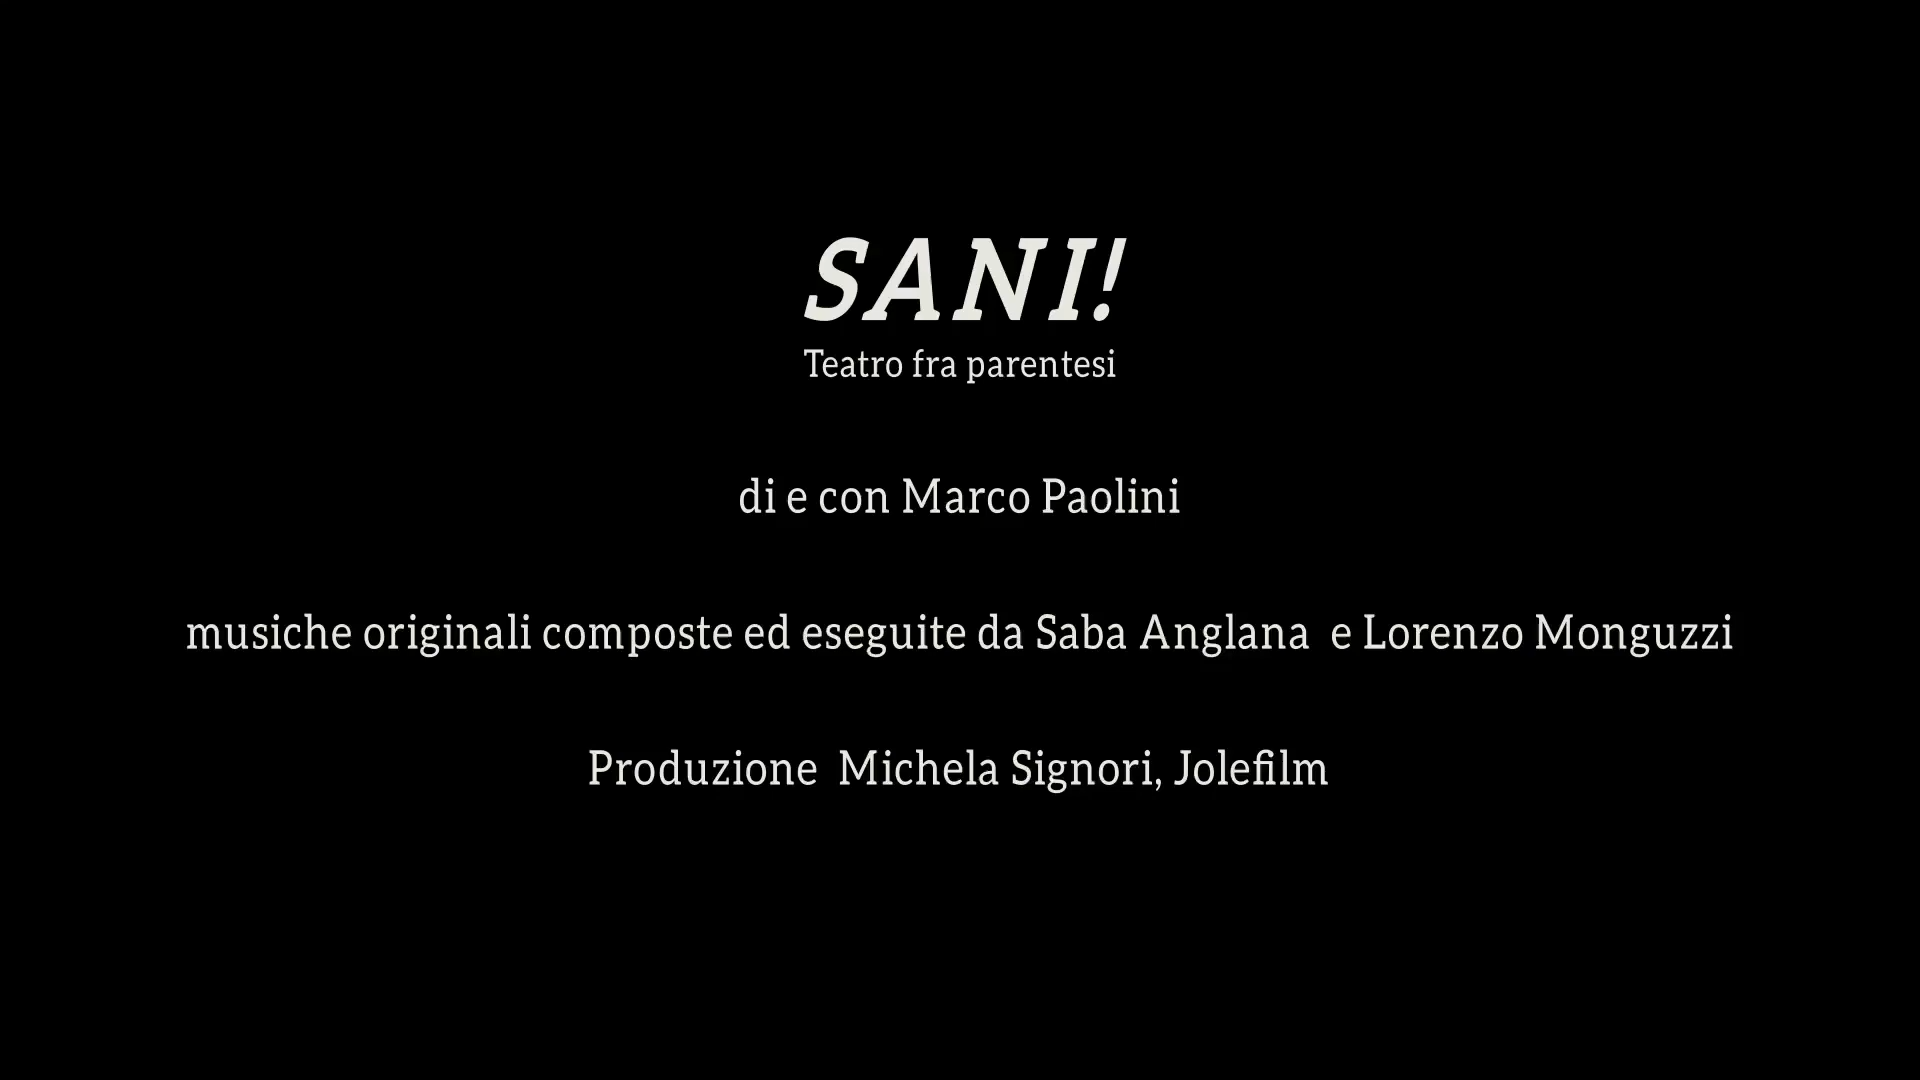 SANI!
Teatro fra parentesi
di e con Marco Paolini
musiche originali composte ed eseguite da Saba Anglana  e Lorenzo Monguzzi
Produzione  Michela Signori, Jolefilm